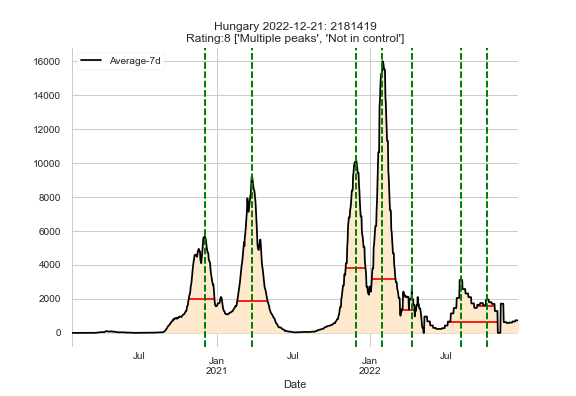 Hungary 2022-12-21: 2181419
Rating:8 ['Multiple peaks', 'Not in control']
Average-7d
16000
14000
12000
10000
8000
6000
4000
2000
0
Jul
Jan
2021
Jul
Jan
2022
Jul
Date